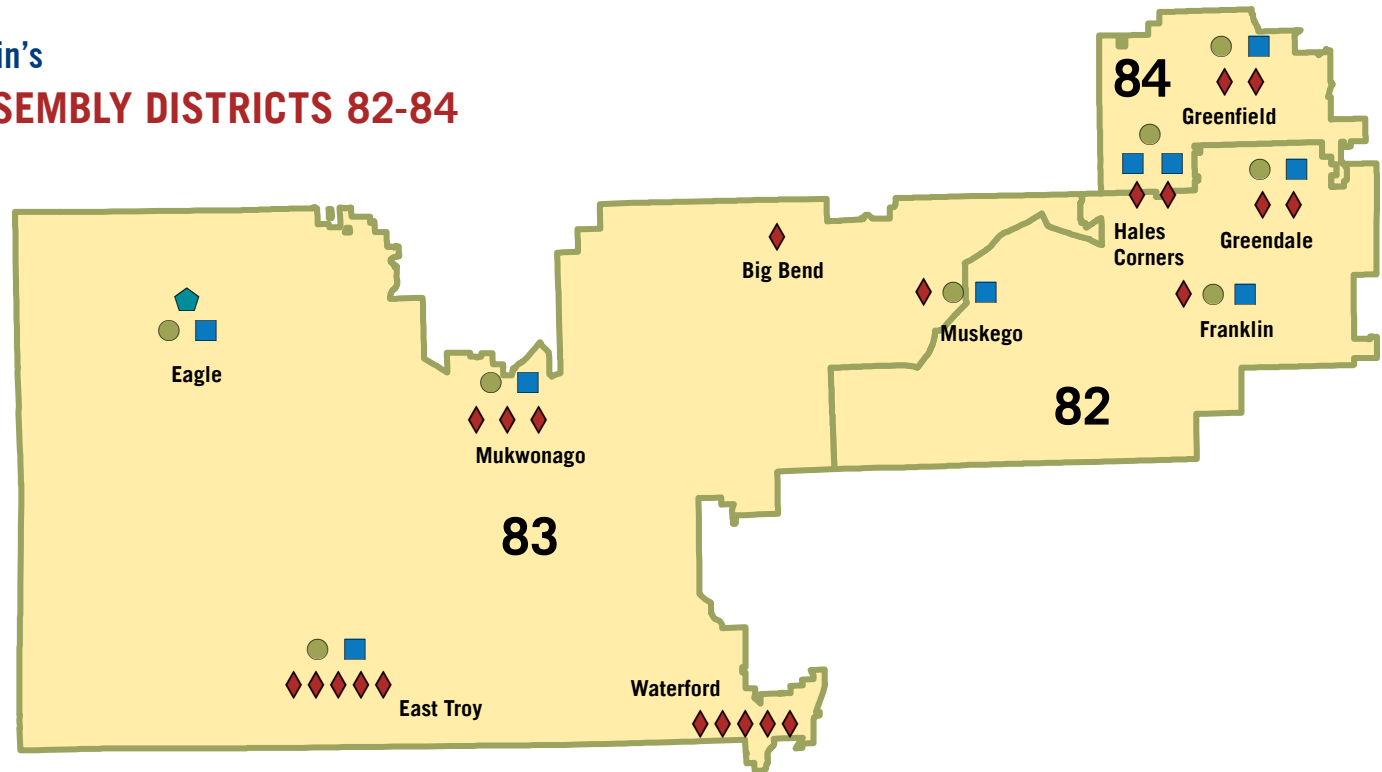 in's
SEMBLY DISTRICTS 82-84
84
Greenfield
Hales
Corners
Greendale
Big Bend
Muskego
Franklin
Eagle
82
Mukwonago
83
Waterford
East Troy